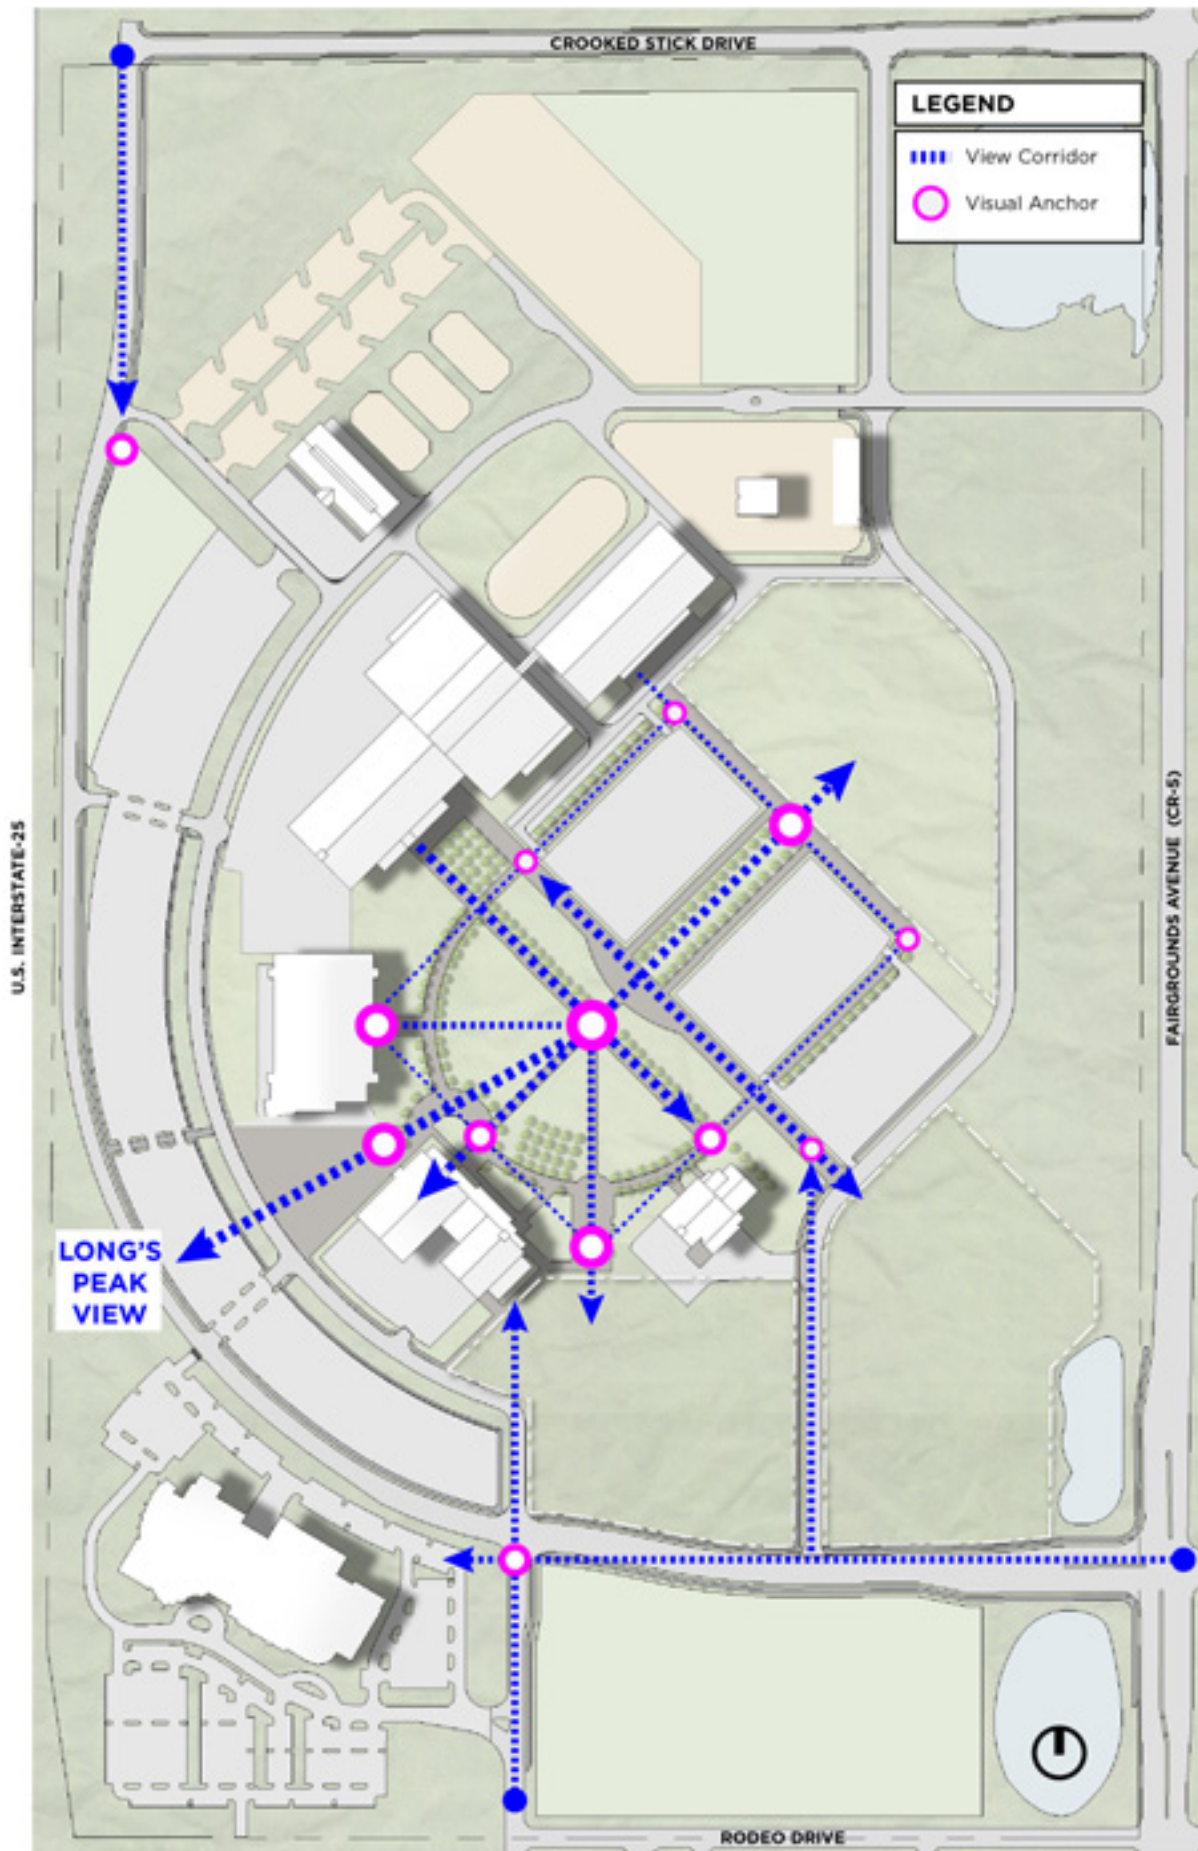 CROOKED STICK DRIVE
LEGEND
View Corridor
Visual Anchor
U.S. INTERSTATE-25
FAIRGROUNDS AVENUE (CR-5)
LONG'S
PEAK
VIEW
RODEO DRIVE